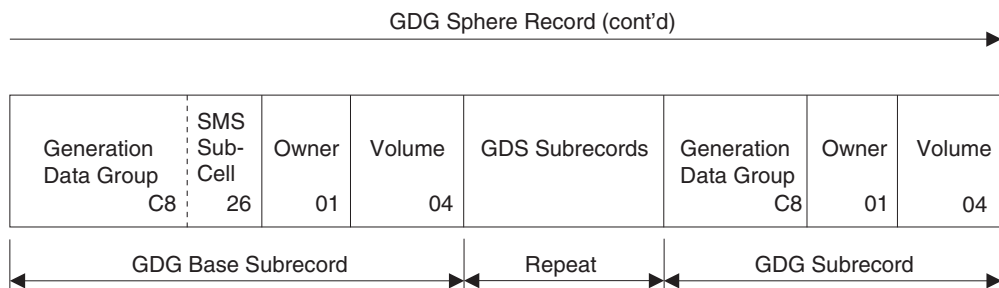 GDG Sphere Record (cont'd)
Generation
Data Group
C8
SMS
Sub-
Cell
26
Owner
01
Volume
04
GDS Subrecords
Generation
Data Group
C8
Owner
01
Volume
04
GDG Base Subrecord
Repeat
GDG Subrecord